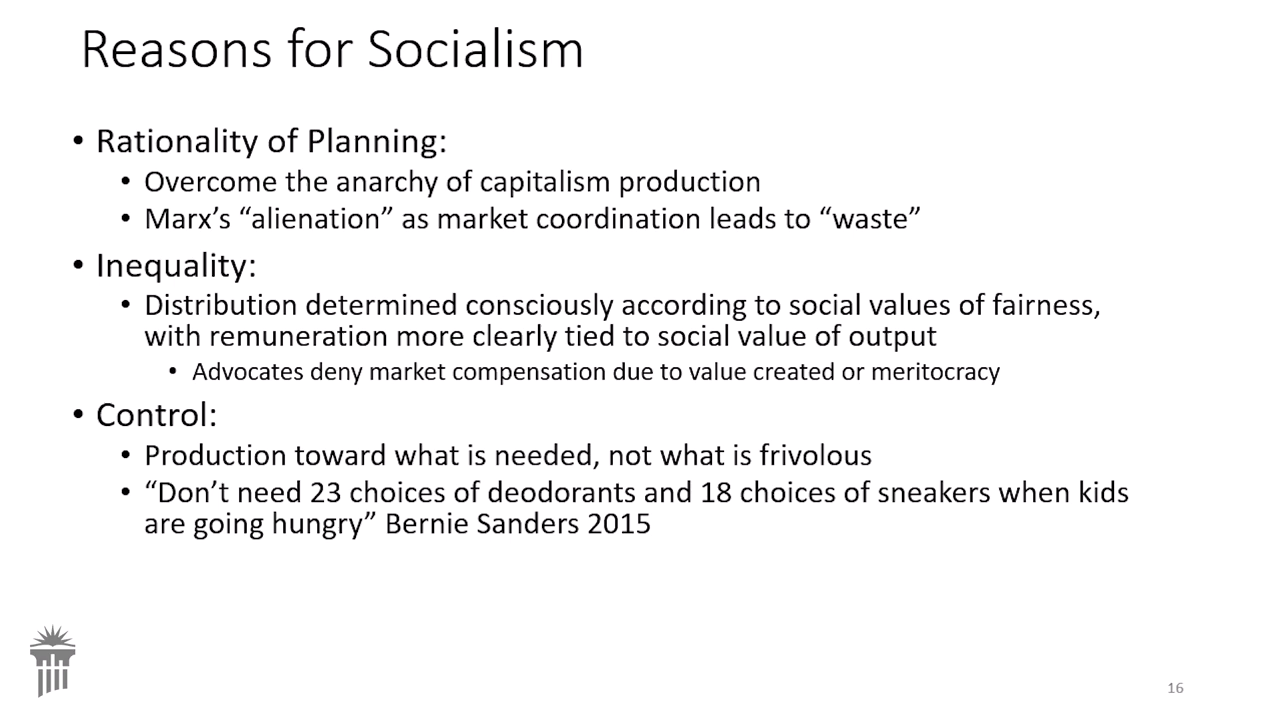 Reasons for Socialism
• Rationality of Planning:
• Overcome the anarchy of capitalism production
• Marx’s “alienation” as market coordination leads to “waste”
• Inequality:
• Distribution determined consciously according to social values of fairness,
with remuneration more clearly tied to social value of output
• Advocates deny market compensation due to value created or meritocracy
• Control:
• Production toward what is needed, not what is frivolous
• “Don’t need 23 choices of deodorants and 18 choices of sneakers when kids
are going hungry” Bernie Sanders 2015
16